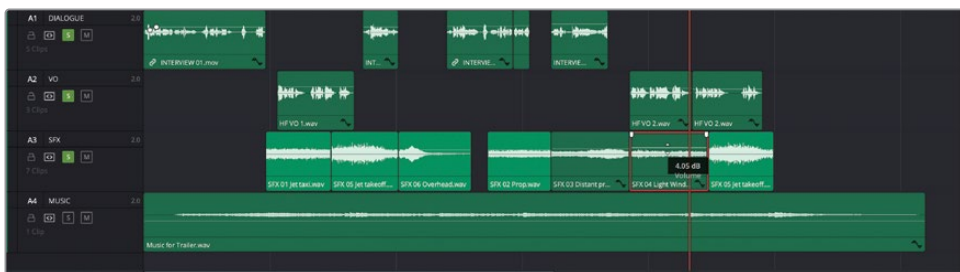 A1 DIALOGUE 2.0
S M
5 Clips
INTERVIEW 01.mov
INT...
INTERVIE...
INTERVIE...
A2 VO 2.0
S M
3 Clips
HF VO 1.wav
HF VO 2.wav
HF VO 2.wav
A3 SFX 2.0
S M
7 Clips
SFX 01 Jet taxi.wav
SFX 05 Jet takeoff....
SFX 06 Overhead.wav
SFX 02 Prop.wav
SFX 03 Distant pr...
SFX 04 Light Wind...
SFX 05 Jet takeoff....
4.05 dB
Volume
A4 MUSIC 2.0
S M
1 Clip
Music for Trailer.wav